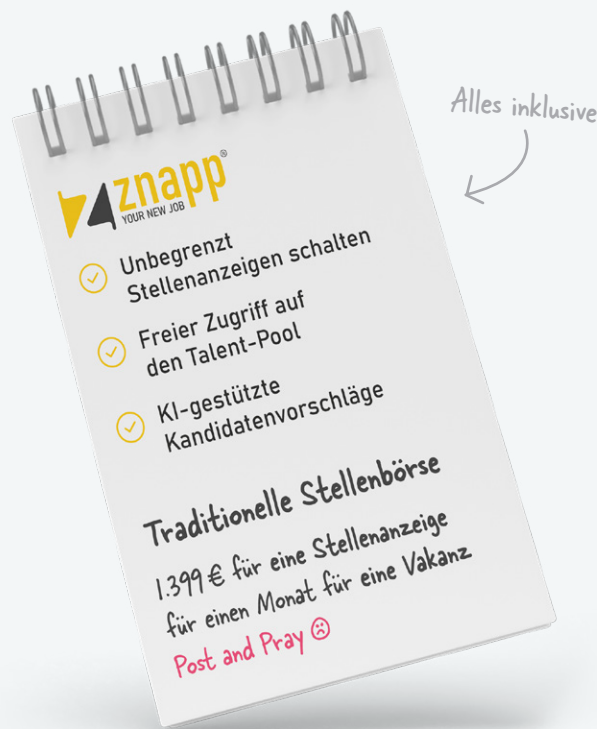 Alles inklusive
znapp®
YOUR NEW JOB
Unbegrenzt
Stellenanzeigen schalten
Freier Zugriff auf
den Talent-Pool
KI-gestützte
Kandidatenvorschläge
Traditionelle Stellenbörse
1.399 € für eine Stellenanzeige
für einen Monat für eine Vakanz
Post and Pray ☹